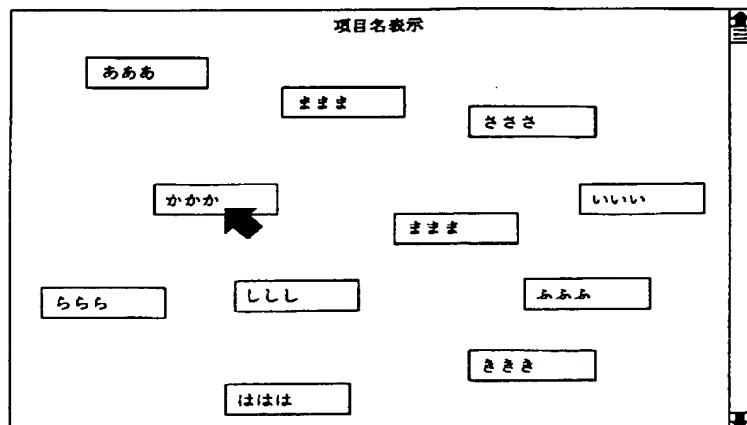 項目名表示
あああ
ままま
さささ
かかか
いいい
ままま
ららら
ししし
ふふふ
ききき
ははは